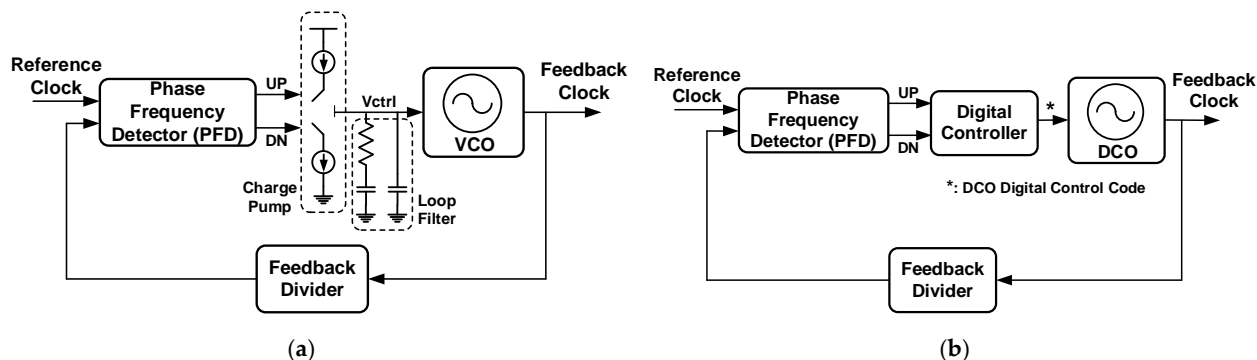 Reference
Clock
Phase
Frequency
Detector (PFD)
UP
DN
Charge
Pump
Vctrl
Loop
Filter
VCO
Feedback
Clock
Feedback
Divider
(a)
Reference
Clock
Phase
Frequency
Detector (PFD)
UP
DN
Digital
Controller
*
DCO
Feedback
Clock
*: DCO Digital Control Code
Feedback
Divider
(b)